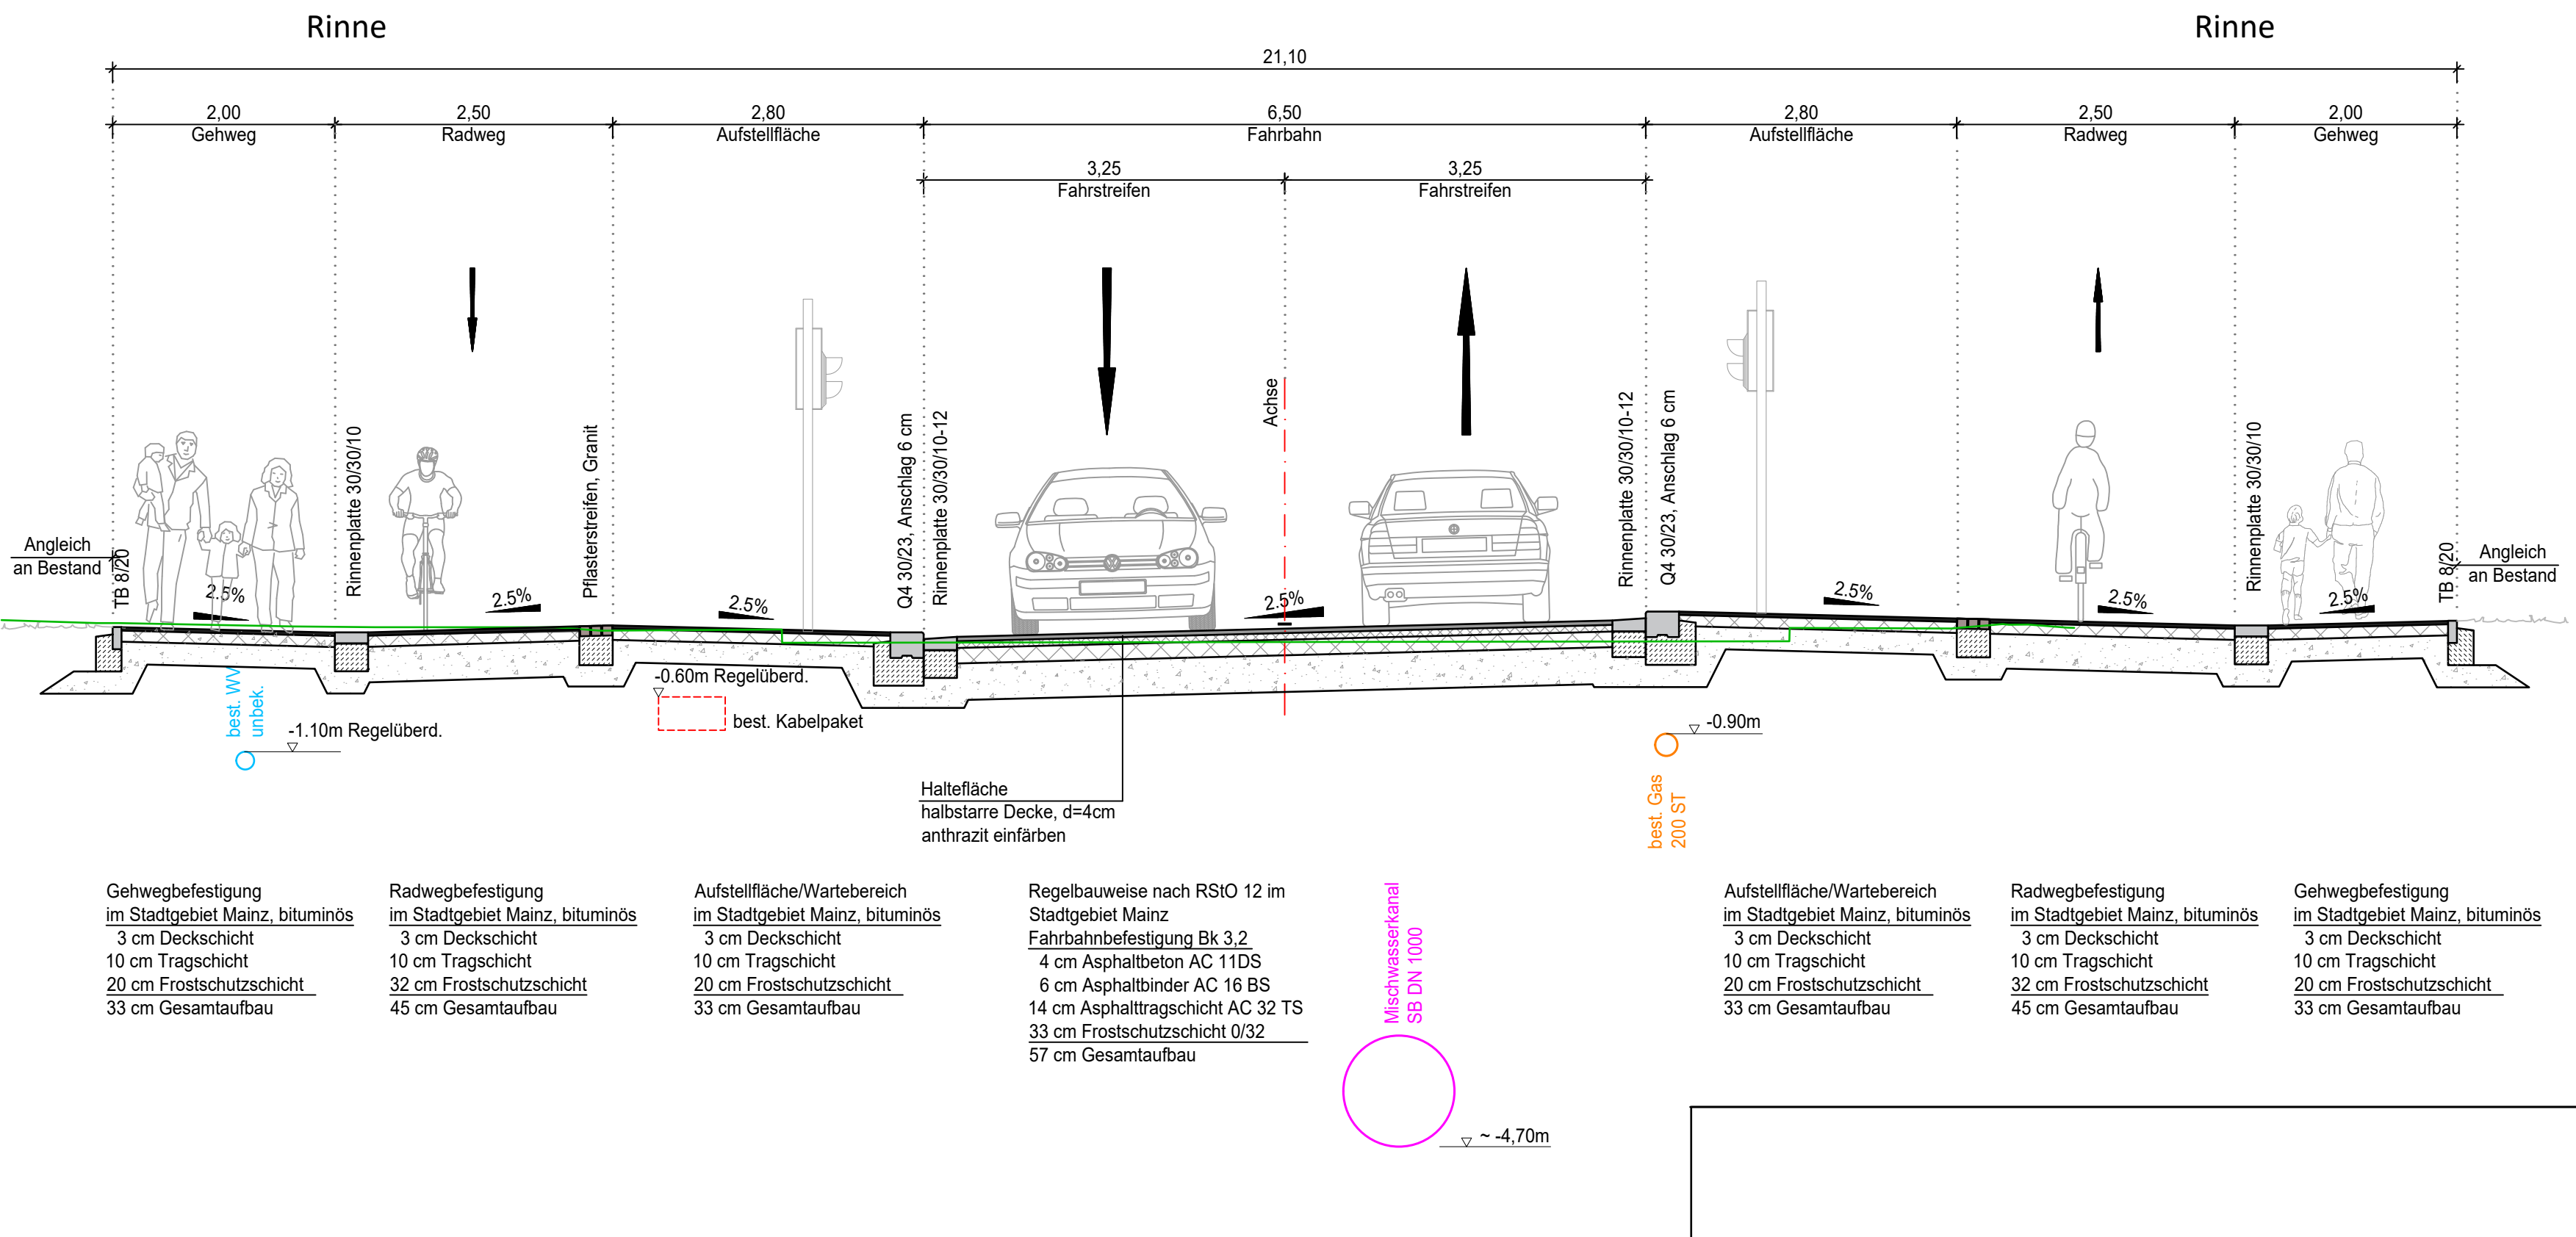 Rinne
Rinne
21,10
2,00
2,50
2,80
6,50
2,80
2,50
2,00
Gehweg
Radweg
Aufstellfläche
Fahrbahn
Aufstellfläche
Radweg
Gehweg
3,25
3,25
Fahrstreifen
Fahrstreifen
Angleich
an Bestand
TB 8/20
Rinnenplatte 30/30/10
Pflasterstreifen, Granit
Q4 30/23, Anschlag 6 cm
Rinnenplatte 30/30/10-12
Achse
Rinnenplatte 30/30/10-12
Q4 30/23, Anschlag 6 cm
Rinnenplatte 30/30/10
TB 8/20
Angleich
an Bestand
2.5%
2.5%
2.5%
2.5%
2.5%
2.5%
2.5%
best. WV
unbek.
-1.10m Regelüberd.
-0.60m Regelüberd.
best. Kabelpaket
-0.90m
best. Gas
200 ST
Haltefläche
halbstarre Decke, d=4cm
anthrazit einfärben
Gehwegbefestigung
im Stadtgebiet Mainz, bituminös
3 cm Deckschicht
10 cm Tragschicht
20 cm Frostschutzschicht
33 cm Gesamtaufbau
Radwegbefestigung
im Stadtgebiet Mainz, bituminös
3 cm Deckschicht
10 cm Tragschicht
32 cm Frostschutzschicht
45 cm Gesamtaufbau
Aufstellfläche/Wartebereich
im Stadtgebiet Mainz, bituminös
3 cm Deckschicht
10 cm Tragschicht
20 cm Frostschutzschicht
33 cm Gesamtaufbau
Regelbauweise nach RStO 12 im
Stadtgebiet Mainz
Fahrbahnbefestigung Bk 3,2
4 cm Asphaltbeton AC 11DS
6 cm Asphaltbinder AC 16 BS
14 cm Asphalttragschicht AC 32 TS
33 cm Frostschutzschicht 0/32
57 cm Gesamtaufbau
Mischwasserkanal
SB DN 1000
~ -4,70m
Aufstellfläche/Wartebereich
im Stadtgebiet Mainz, bituminös
3 cm Deckschicht
10 cm Tragschicht
20 cm Frostschutzschicht
33 cm Gesamtaufbau
Radwegbefestigung
im Stadtgebiet Mainz, bituminös
3 cm Deckschicht
10 cm Tragschicht
32 cm Frostschutzschicht
45 cm Gesamtaufbau
Gehwegbefestigung
im Stadtgebiet Mainz, bituminös
3 cm Deckschicht
10 cm Tragschicht
20 cm Frostschutzschicht
33 cm Gesamtaufbau